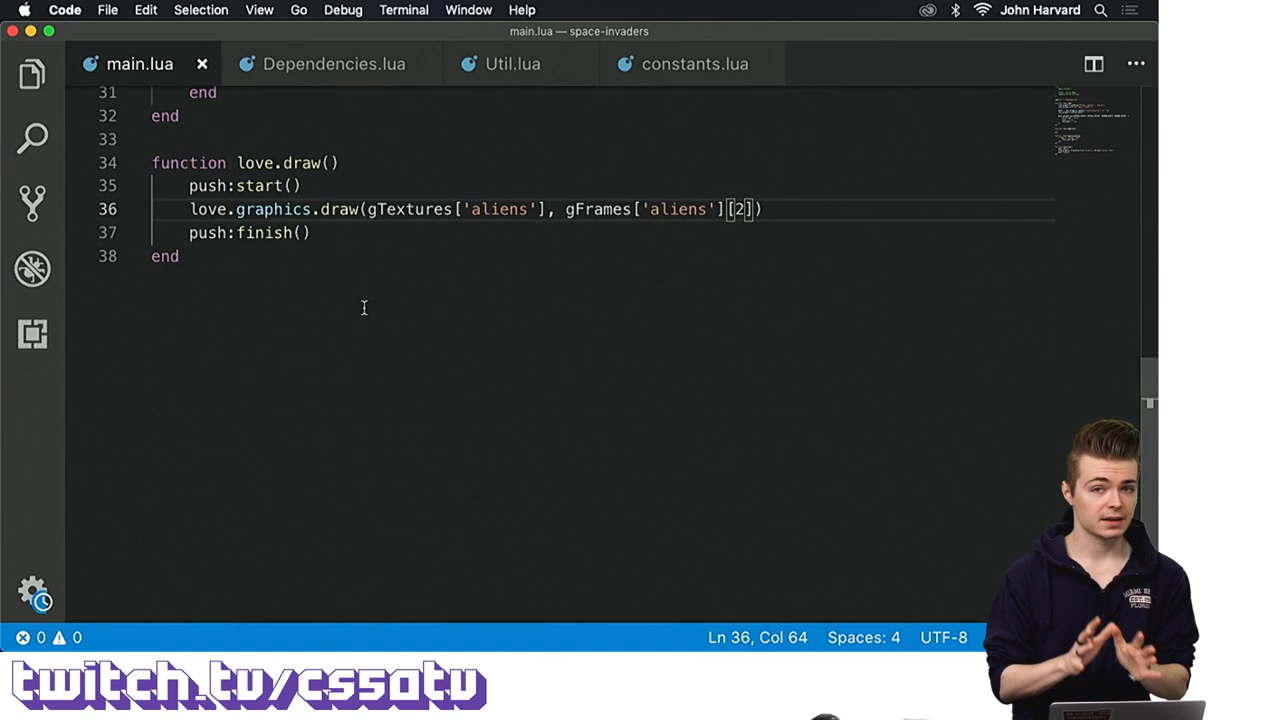 Code File Edit Selection View Go Debug Terminal Window Help John Harvard
main.lua — space-invaders
main.lua Dependencies.lua Util.lua constants.lua
31 end
32 end
33
34 function love.draw()
35 push:start()
36 love.graphics.draw(gTextures['aliens'], gFrames['aliens'][2])
37 push:finish()
38 end
0 0 Ln 36, Col 64 Spaces: 4 UTF-8
twitch.tv/cs50tv